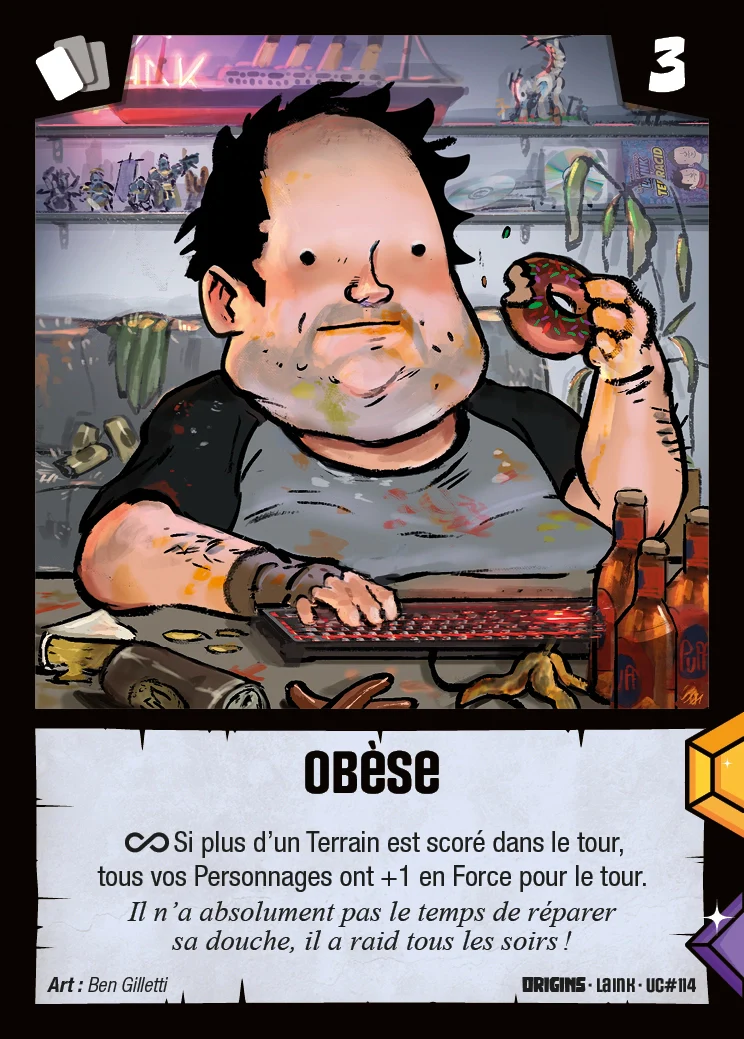 3
INK
TERRACID
OBÈSE
∞ Si plus d’un Terrain est scoré dans le tour,
tous vos Personnages ont +1 en Force pour le tour.
Il n’a absolument pas le temps de réparer
sa douche, il a raid tous les soirs !
Art : Ben Gilletti
ORIGINS · LAINK · UC#114